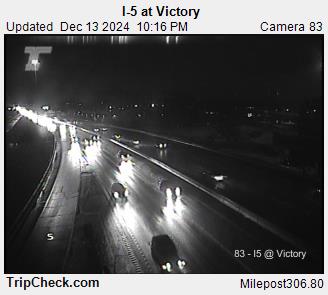 I-5 at Victory
Updated Dec 13 2024 10:16 PM Camera 83
S
83 - I5 @ Victory
TripCheck.com Milepost306.80